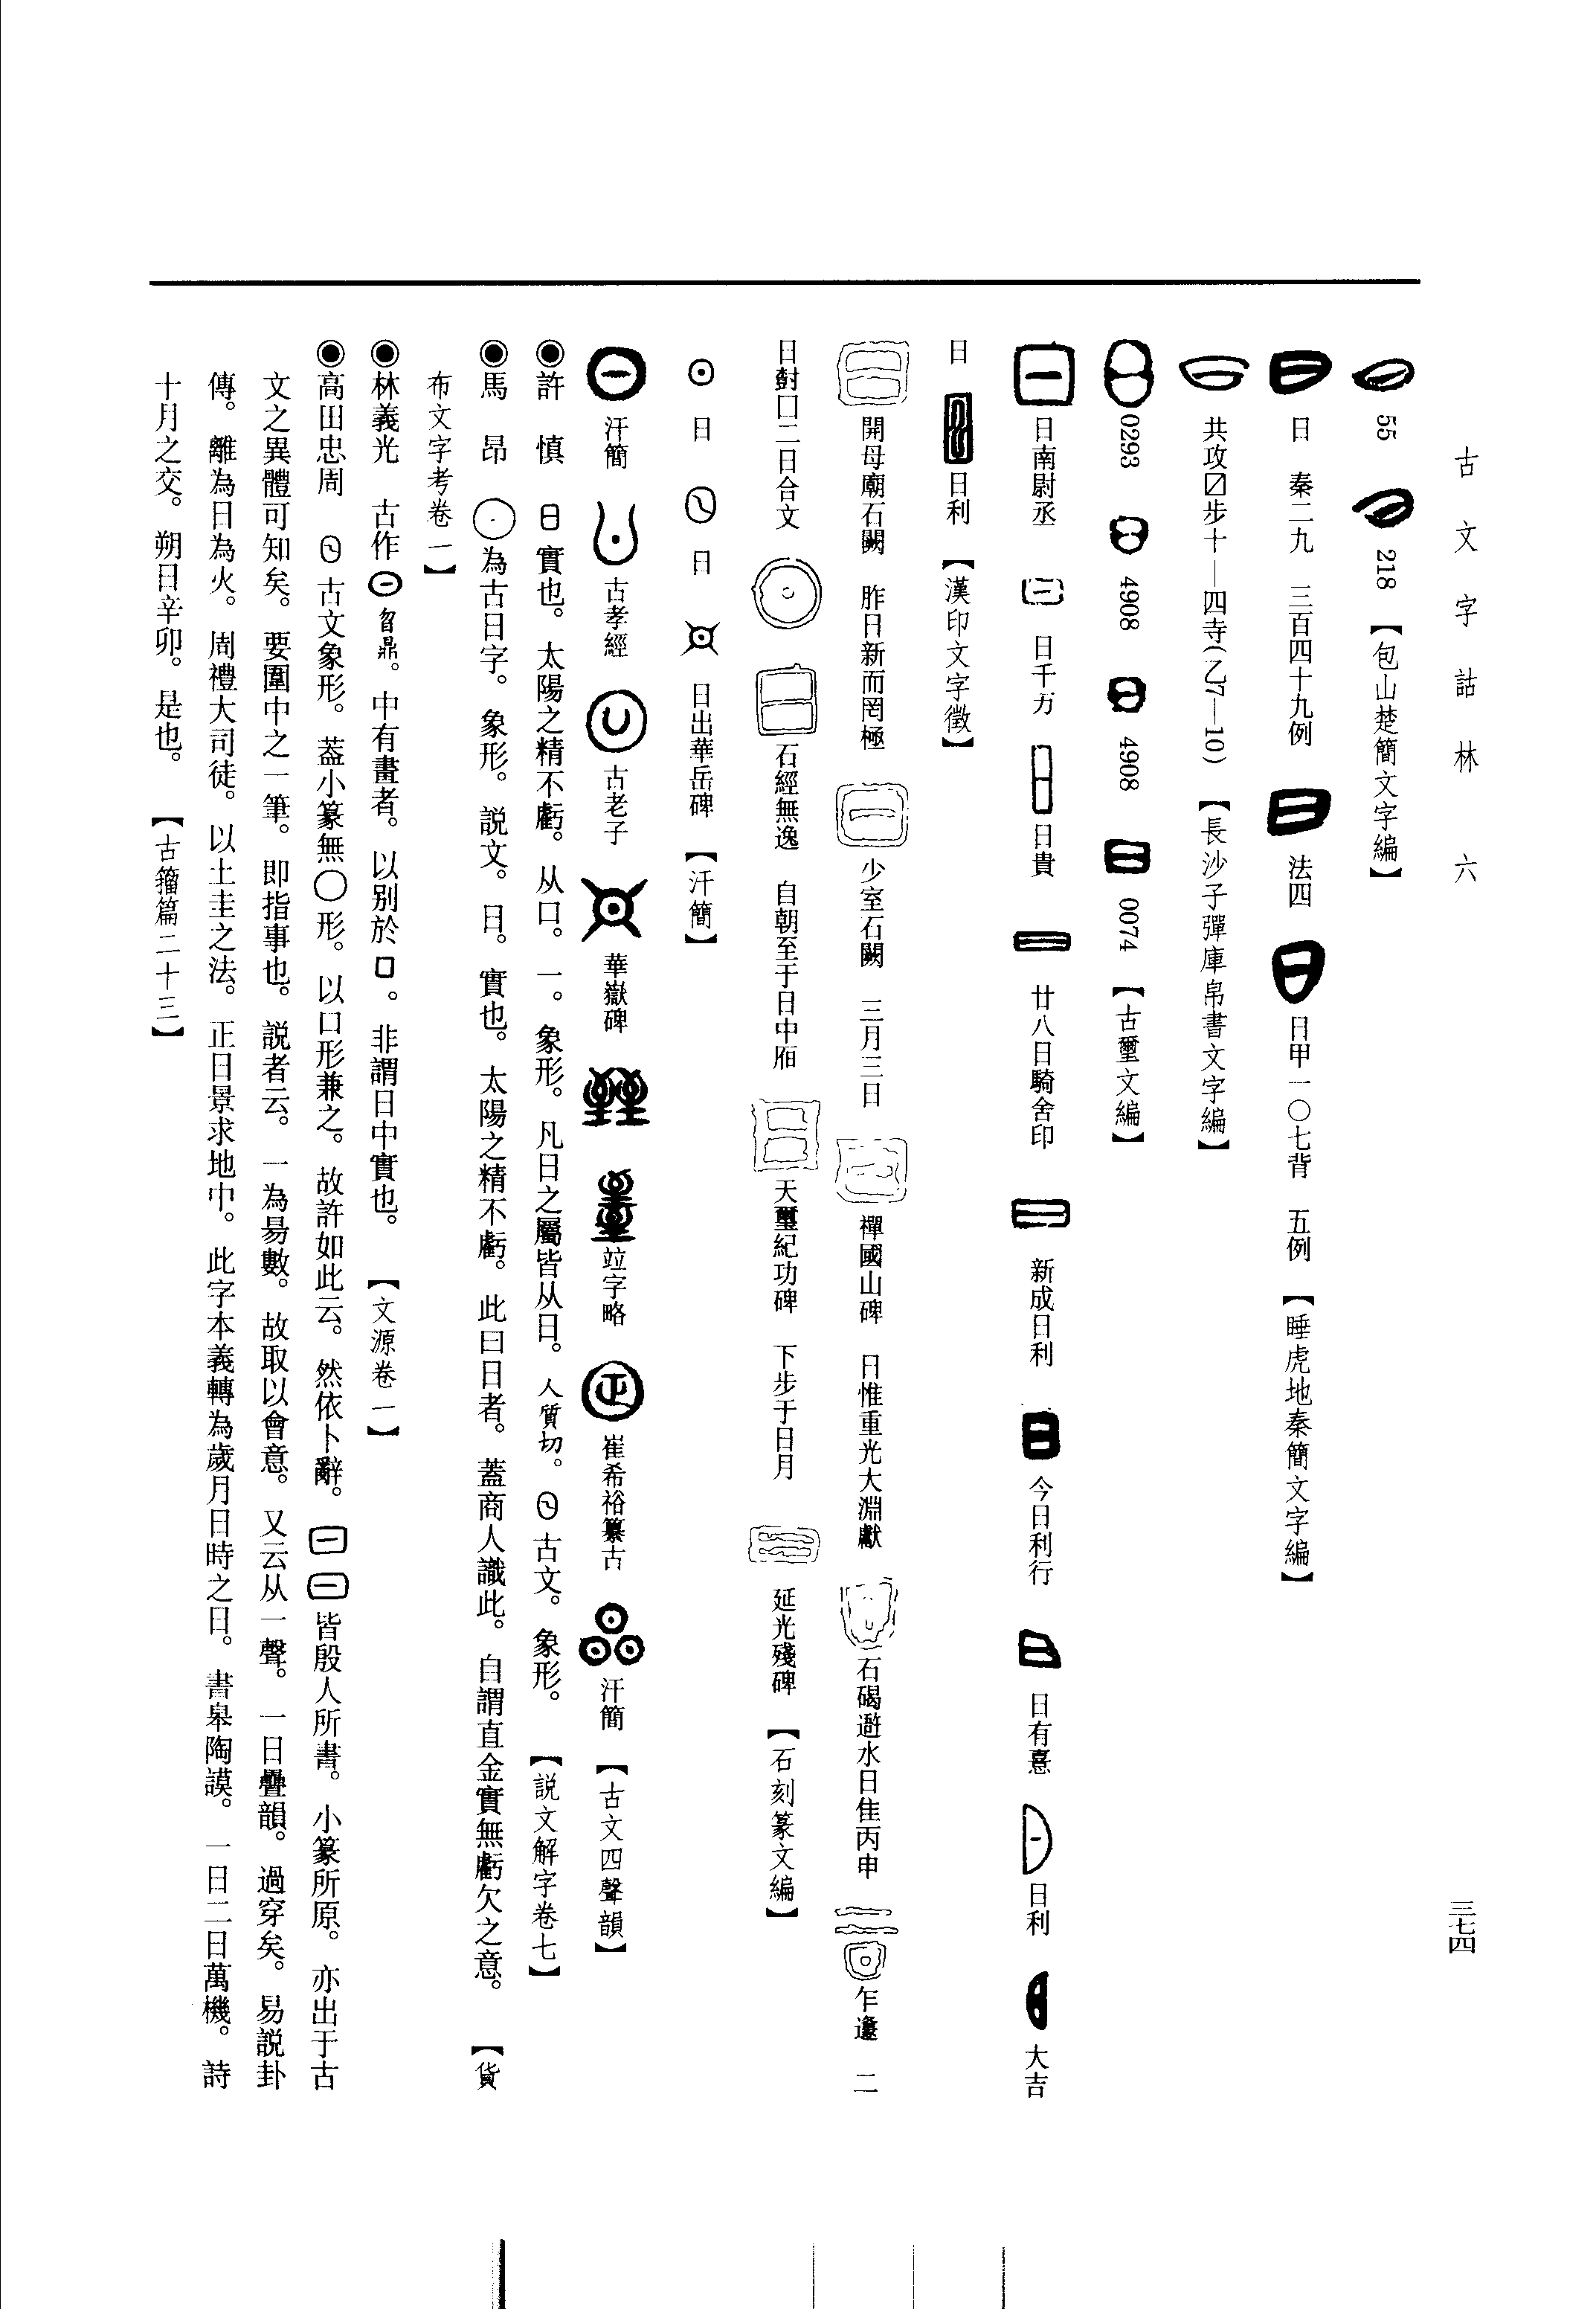 古文字詁林 六
三七四
55 218 【包山楚簡文字編】
日 秦二九 三百四十九例 法四 日甲一〇七背 五例 【睡虎地秦簡文字編】
共攻〼步十—四寺(乙7—10) 【長沙子彈庫帛書文字編】
0293 4908 4908 0074 【古璽文編】
日南尉丞 日千万 日貴 廿八日騎舍印 新成日利 今日利行 日有憙 日利 大吉
日 日利 【漢印文字徵】
開母廟石闕 昨日新而罔極 少室石闕 三月三日 禪國山碑 日惟重光大淵獻 石碣避水日隹丙申 乍邍 二
日𣗳囗二日合文 石經無逸 自朝至于日中𣅔 天璽紀功碑 下步于日月 延光殘碑 【石刻篆文編】
日 日 日出華岳碑 【汗簡】
汗簡 古孝經 古老子 華嶽碑 竝字略 崔希裕纂古 汗簡 【古文四聲韻】
◉許 慎 日實也。太陽之精不虧。从口。一。象形。凡日之屬皆从日。人質切。古文。象形。 【説文解字卷七】
◉馬 昂 為古日字。象形。説文。日。實也。太陽之精不虧。此曰日者。蓋商人識此。自謂直金實無虧欠之意。 【貨
布文字考卷一】
◉林義光 古作 曶鼎。中有畫者。以别於口。非謂日中實也。 【文源卷一】
◉高田忠周 古文象形。葢小篆無〇形。以口形兼之。故許如此云。然依卜辭。皆殷人所書。小篆所原。亦出于古
文之異體可知矣。要圍中之一筆。即指事也。説者云。一為昜數。故取以會意。又云从一聲。一日疊韻。過穿矣。易説卦
傳。離為日為火。周禮大司徒。以土圭之法。正日景求地中。此字本義轉為歲月日時之日。書皋陶謨。一日二日萬機。詩
十月之交。朔日辛卯。是也。 【古籀篇二十三】